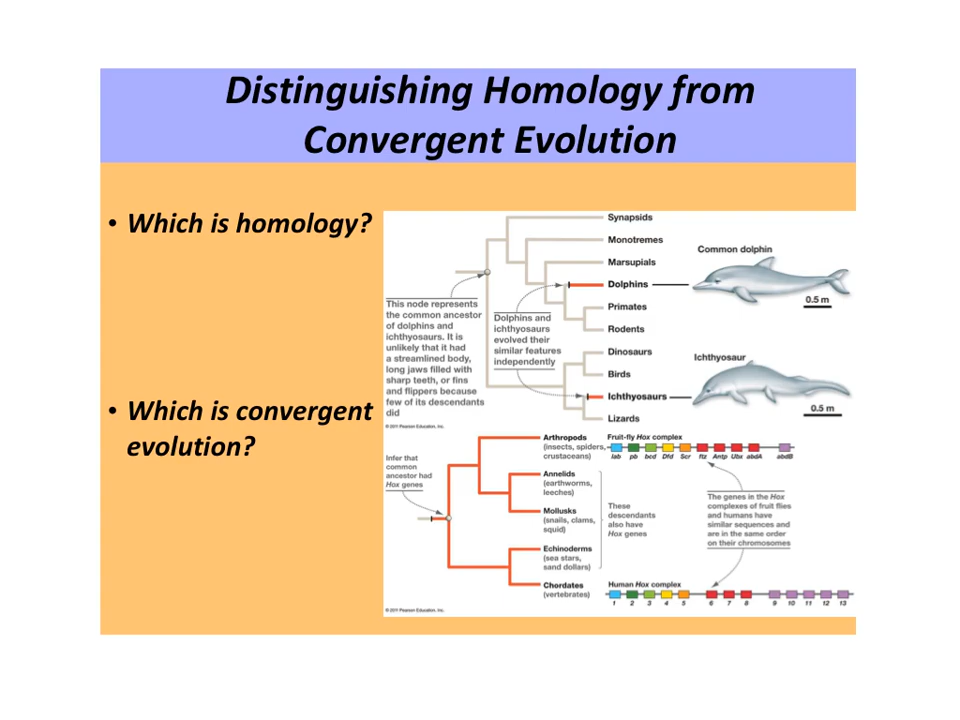 Distinguishing Homology from
Convergent Evolution
• Which is homology?
• Which is convergent
evolution?
Synapsids
Monotremes
Marsupials
Dolphins
Primates
Rodents
Dinosaurs
Birds
Ichthyosaurs
Lizards
Common dolphin
0.5 m
Ichthyosaur
0.5 m
This node represents
the common ancestor
of dolphins and
ichthyosaurs. It is
unlikely that it had
a streamlined body,
long jaws filled with
sharp teeth, or fins
and flippers because
few of its descendants
did
Dolphins and
ichthyosaurs
evolved their
similar features
independently
© 2011 Pearson Education, Inc.
Infer that
common
ancestor had
Hox genes
Arthropods
(insects, spiders,
crustaceans)
Annelids
(earthworms,
leeches)
Mollusks
(snails, clams,
squid)
Echinoderms
(sea stars,
sand dollars)
Chordates
(vertebrates)
These
descendants
also have
Hox genes
Fruit-fly Hox complex
lab pb bcd Dfd Scr ftz Antp Ubx abdA abdB
The genes in the Hox
complexes of fruit flies
and humans have
similar sequences and
are in the same order
on their chromosomes
Human Hox complex
1 2 3 4 5 6 7 8 9 10 11 12 13
© 2011 Pearson Education, Inc.